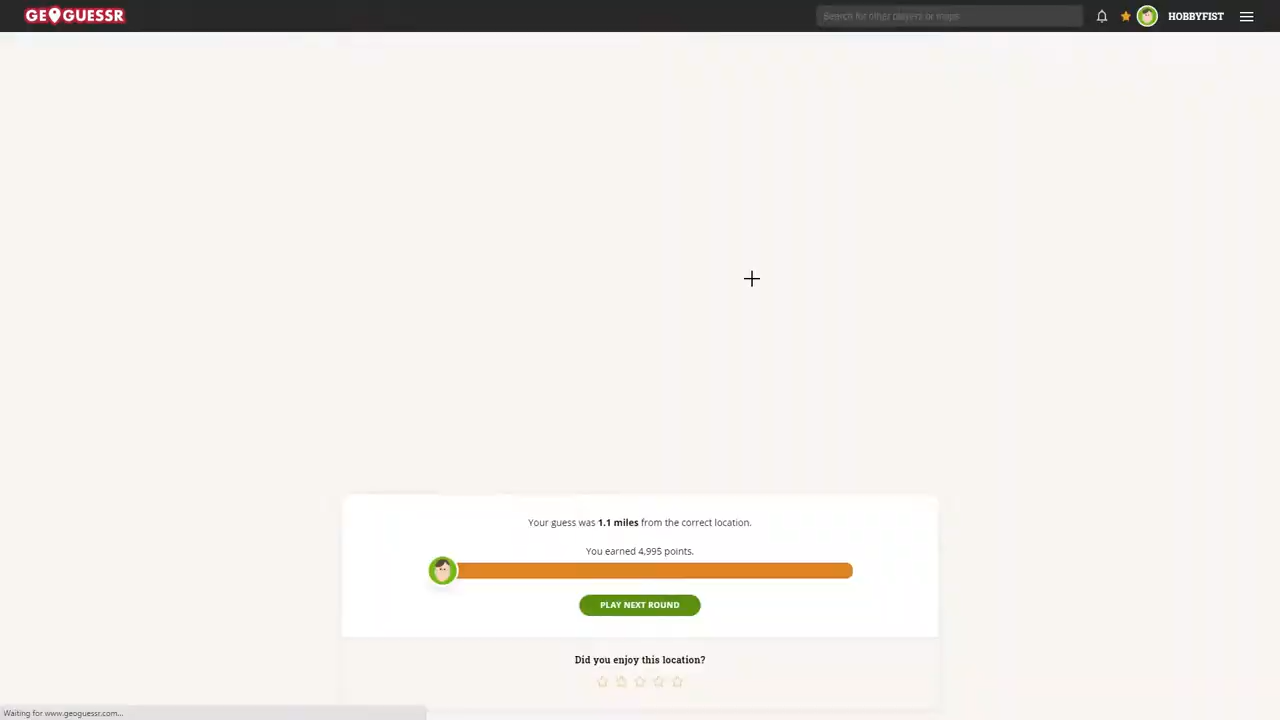 GEOGUESSR
Search for other players or maps
HOBBYFIST
Your guess was 1.1 miles from the correct location.
You earned 4,995 points.
PLAY NEXT ROUND
Did you enjoy this location?
Waiting for www.geoguessr.com...